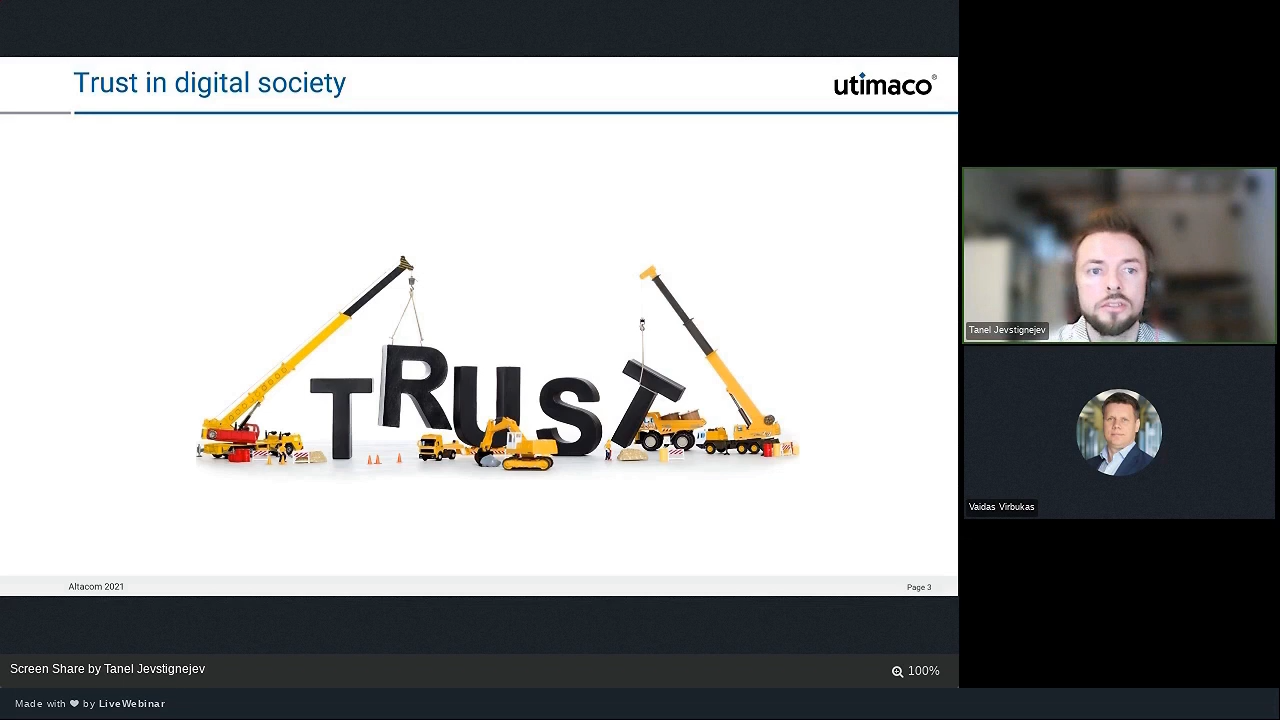 Trust in digital society
utimaco®
TRUST
Altacom 2021
Page 3
Tanel Jevstignejev
Vaidas Virbukas
Screen Share by Tanel Jevstignejev
100%
Made with ❤ by LiveWebinar